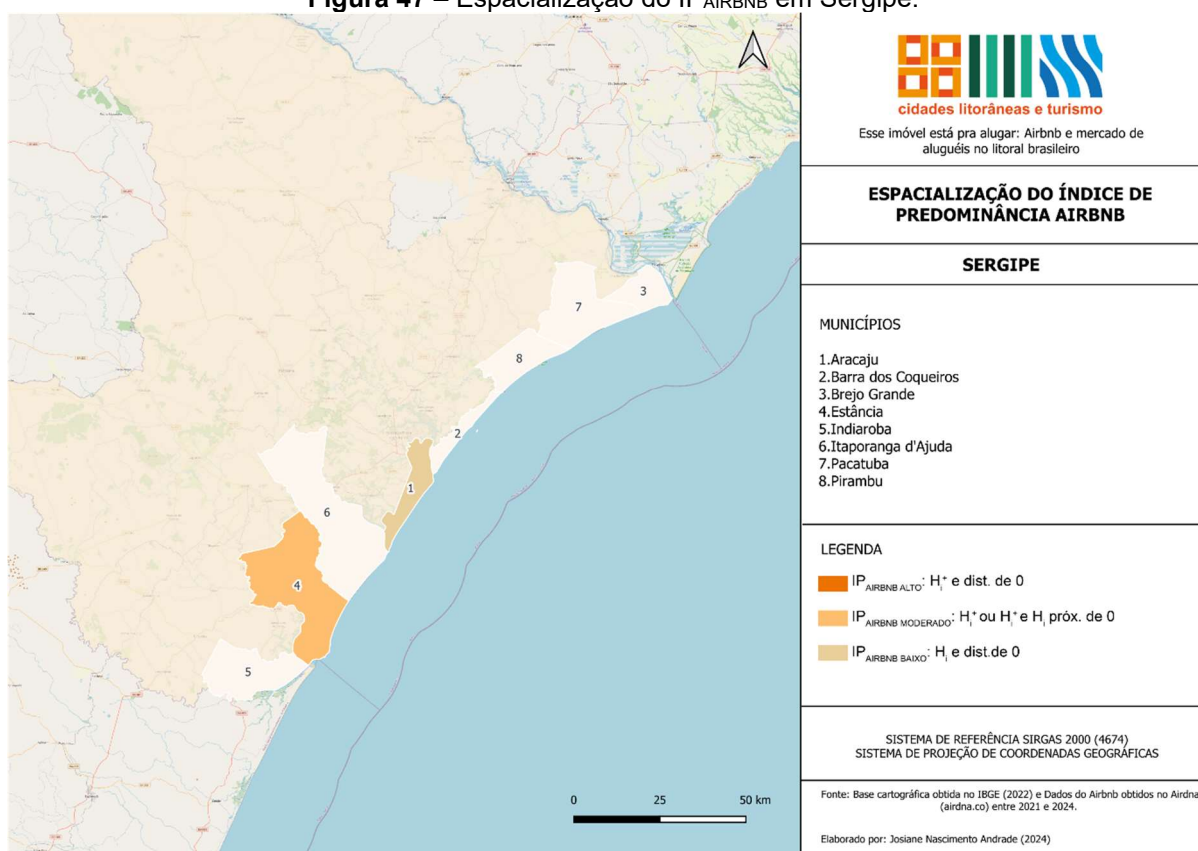 Figura 47 – Espacialização do IP AIRBNB em Sergipe.
cidades litorâneas e turismo
Esse imóvel está pra alugar: Airbnb e mercado de
aluguéis no litoral brasileiro
ESPACIALIZAÇÃO DO ÍNDICE DE
PREDOMINÂNCIA AIRBNB
SERGIPE
MUNICÍPIOS
1.Aracaju
2.Barra dos Coqueiros
3.Brejo Grande
4.Estância
5.Indiaroba
6.Itaporanga d'Ajuda
7.Pacatuba
8.Pirambu
LEGENDA
IP AIRBNB ALTO: Hi+ e dist. de 0
IP AIRBNB MODERADO: Hi+ ou Hi+ e Hi próx. de 0
IP AIRBNB BAIXO: Hi e dist.de 0
SISTEMA DE REFERÊNCIA SIRGAS 2000 (4674)
SISTEMA DE PROJEÇÃO DE COORDENADAS GEOGRÁFICAS
Fonte: Base cartográfica obtida no IBGE (2022) e Dados do Airbnb obtidos no Airdna
(airdna.co) entre 2021 e 2024.
Elaborado por: Josiane Nascimento Andrade (2024)
3
7
8
2
1
6
4
5
0 25 50 km